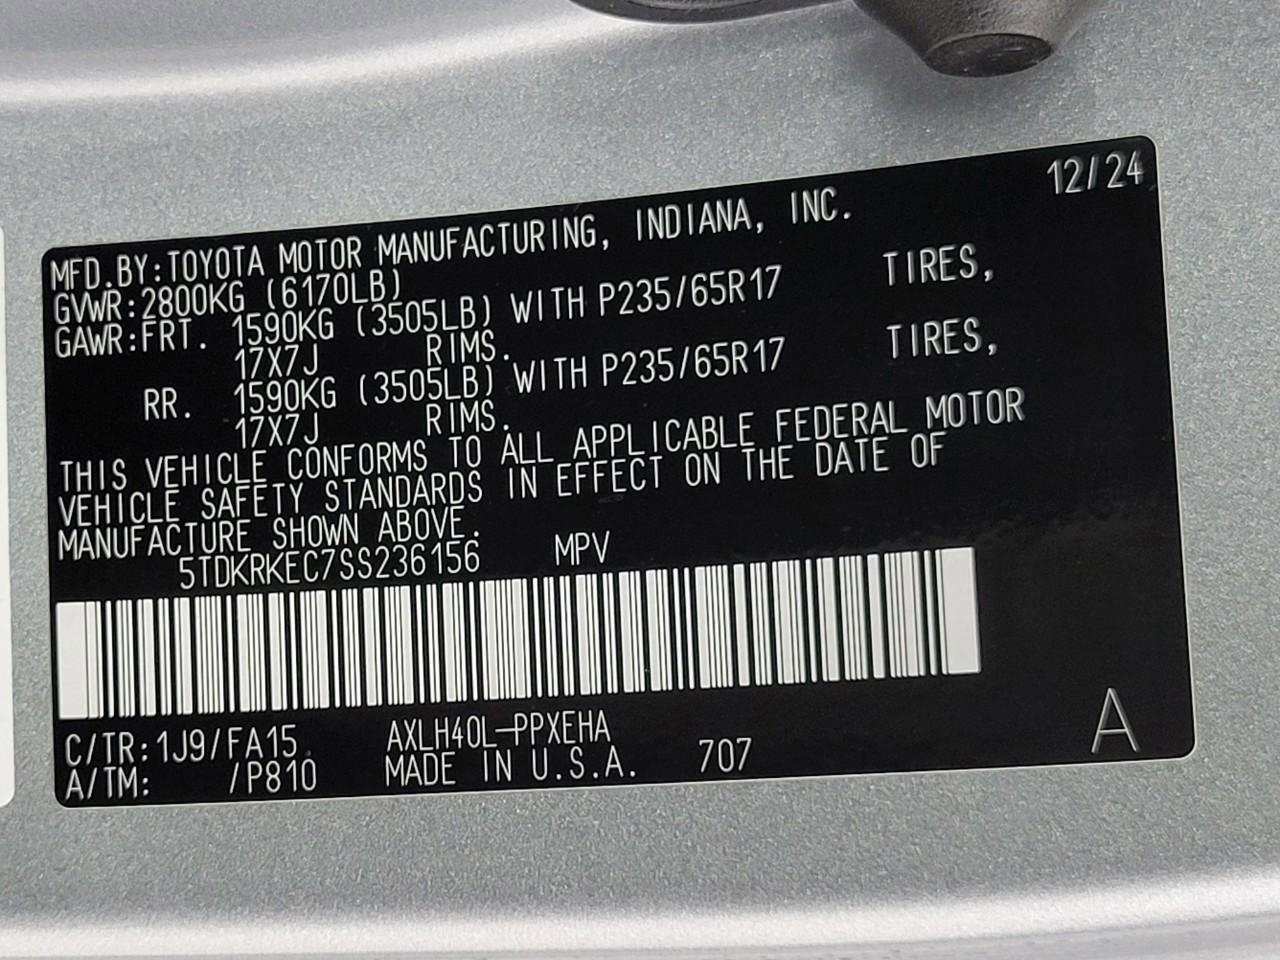 12/24
MFD.BY:TOYOTA MOTOR MANUFACTURING, INDIANA, INC.
GVWR:2800KG (6170LB)
GAWR:FRT. 1590KG (3505LB) WITH P235/65R17 TIRES,
17X7J RIMS.
RR. 1590KG (3505LB) WITH P235/65R17 TIRES,
17X7J RIMS.
THIS VEHICLE CONFORMS TO ALL APPLICABLE FEDERAL MOTOR
VEHICLE SAFETY STANDARDS IN EFFECT ON THE DATE OF
MANUFACTURE SHOWN ABOVE.
5TDKRKEC7SS236156 MPV
C/TR:1J9/FA15 AXLH40L-PPXEHA
A/TM: /P810 MADE IN U.S.A. 707
A